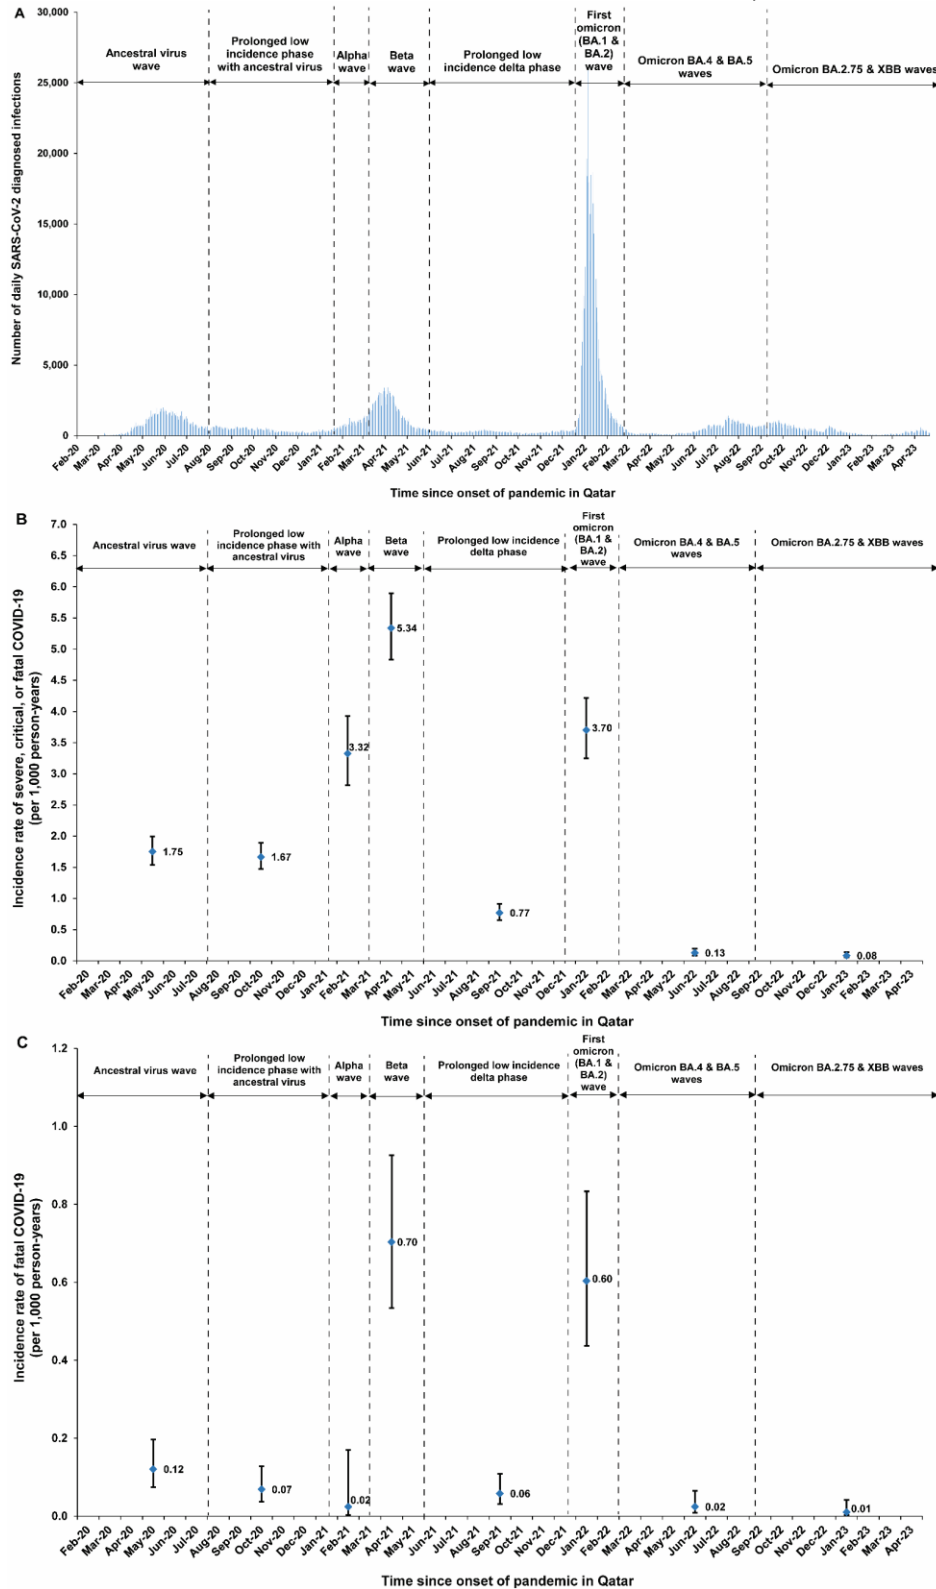 A
Number of daily SARS-CoV-2 diagnosed infections
30,000
25,000
20,000
15,000
10,000
5,000
0
Ancestral virus
wave
Prolonged low
incidence phase
with ancestral virus
Alpha
wave
Beta
wave
Prolonged low
incidence delta phase
First
omicron
(BA.1 &
BA.2)
wave
Omicron BA.4 & BA.5
waves
Omicron BA.2.75 & XBB waves
Feb-20
Mar-20
Apr-20
May-20
Jun-20
Jul-20
Aug-20
Sep-20
Oct-20
Nov-20
Dec-20
Jan-21
Feb-21
Mar-21
Apr-21
May-21
Jun-21
Jul-21
Aug-21
Sep-21
Oct-21
Nov-21
Dec-21
Jan-22
Feb-22
Mar-22
Apr-22
May-22
Jun-22
Jul-22
Aug-22
Sep-22
Oct-22
Nov-22
Dec-22
Jan-23
Feb-23
Mar-23
Apr-23
Time since onset of pandemic in Qatar
B
Incidence rate of severe, critical, or fatal COVID-19
(per 1,000 person-years)
7.0
6.5
6.0
5.5
5.0
4.5
4.0
3.5
3.0
2.5
2.0
1.5
1.0
0.5
0.0
Ancestral virus wave
Prolonged low
incidence phase with
ancestral virus
Alpha
wave
Beta
wave
Prolonged low incidence
delta phase
First
omicron
(BA.1 &
BA.2)
wave
Omicron BA.4 & BA.5
waves
Omicron BA.2.75 & XBB waves
1.75
1.67
3.32
5.34
0.77
3.70
0.13
0.08
Feb-20
Mar-20
Apr-20
May-20
Jun-20
Jul-20
Aug-20
Sep-20
Oct-20
Nov-20
Dec-20
Jan-21
Feb-21
Mar-21
Apr-21
May-21
Jun-21
Jul-21
Aug-21
Sep-21
Oct-21
Nov-21
Dec-21
Jan-22
Feb-22
Mar-22
Apr-22
May-22
Jun-22
Jul-22
Aug-22
Sep-22
Oct-22
Nov-22
Dec-22
Jan-23
Feb-23
Mar-23
Apr-23
Time since onset of pandemic in Qatar
C
Incidence rate of fatal COVID-19
(per 1,000 person-years)
1.2
1.0
0.8
0.6
0.4
0.2
0.0
Ancestral virus wave
Prolonged low
incidence phase with
ancestral virus
Alpha
wave
Beta
wave
Prolonged low incidence
delta phase
First
omicron
(BA.1 &
BA.2)
wave
Omicron BA.4 & BA.5
waves
Omicron BA.2.75 & XBB waves
0.12
0.07
0.02
0.70
0.06
0.60
0.02
0.01
Feb-20
Mar-20
Apr-20
May-20
Jun-20
Jul-20
Aug-20
Sep-20
Oct-20
Nov-20
Dec-20
Jan-21
Feb-21
Mar-21
Apr-21
May-21
Jun-21
Jul-21
Aug-21
Sep-21
Oct-21
Nov-21
Dec-21
Jan-22
Feb-22
Mar-22
Apr-22
May-22
Jun-22
Jul-22
Aug-22
Sep-22
Oct-22
Nov-22
Dec-22
Jan-23
Feb-23
Mar-23
Apr-23
Time since onset of pandemic in Qatar